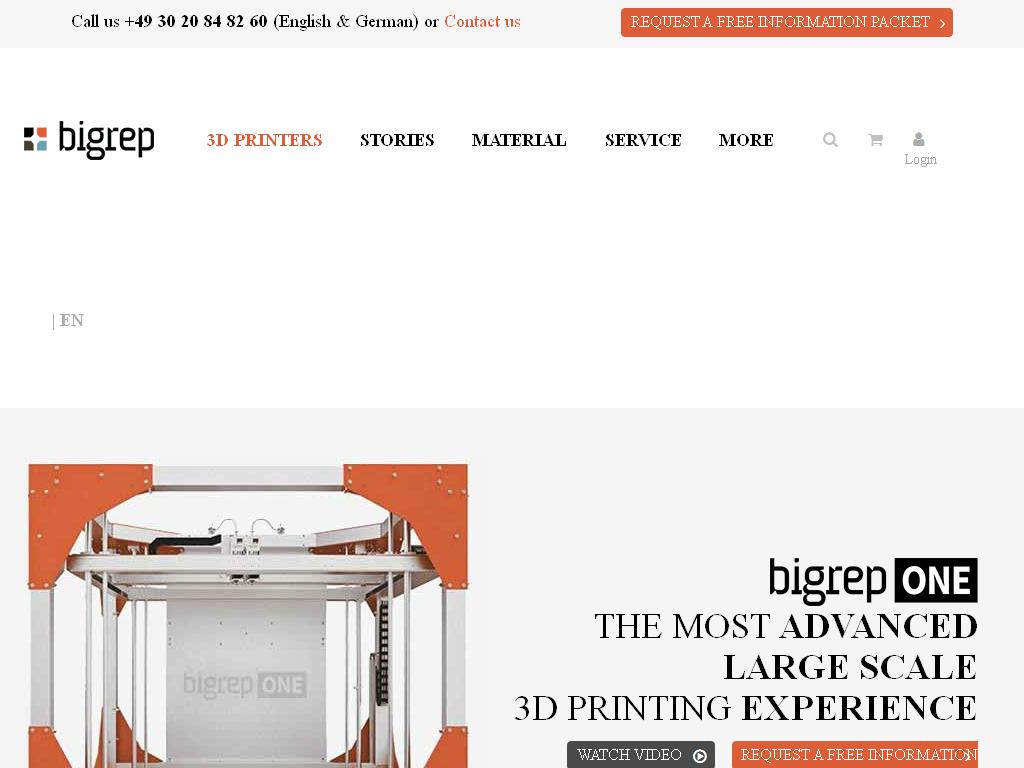 Call us +49 30 20 84 82 60 (English & German) or Contact us
REQUEST A FREE INFORMATION PACKET
bigrep
3D PRINTERS STORIES MATERIAL SERVICE MORE
Login
| EN
bigrep ONE
bigrep ONE
THE MOST ADVANCED
LARGE SCALE
3D PRINTING EXPERIENCE
WATCH VIDEO
REQUEST A FREE INFORMATION